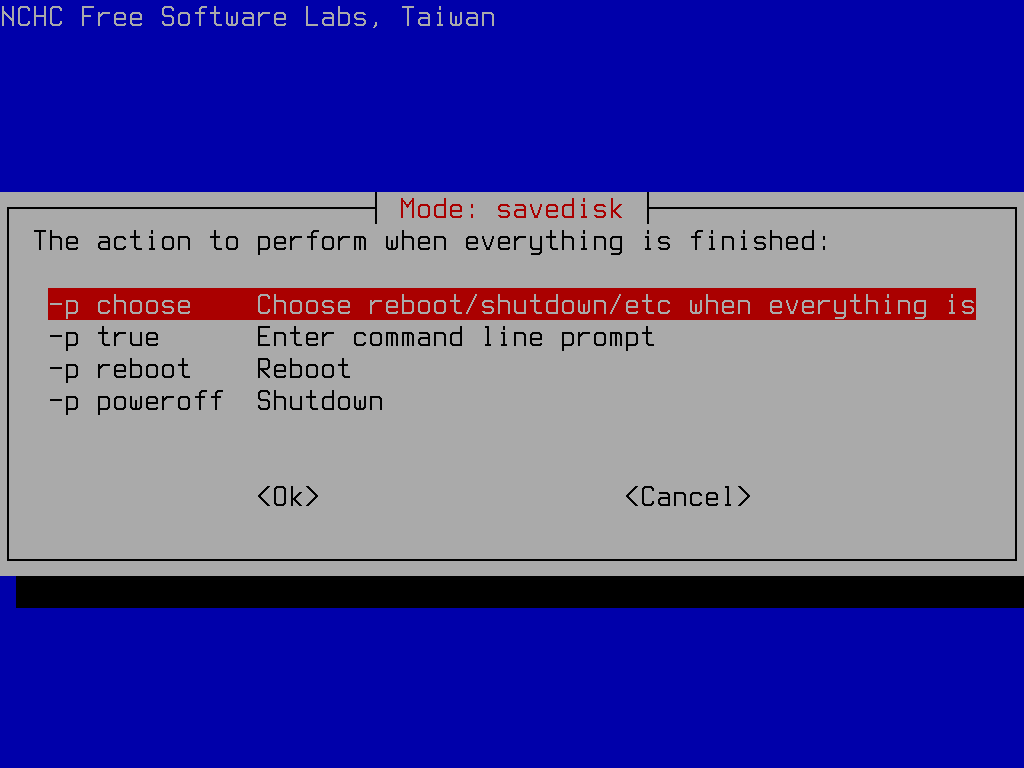 NCHC Free Software Labs, Taiwan
Mode: savedisk
The action to perform when everything is finished:
-p choose Choose reboot/shutdown/etc when everything is
-p true Enter command line prompt
-p reboot Reboot
-p poweroff Shutdown
<Ok> <Cancel>